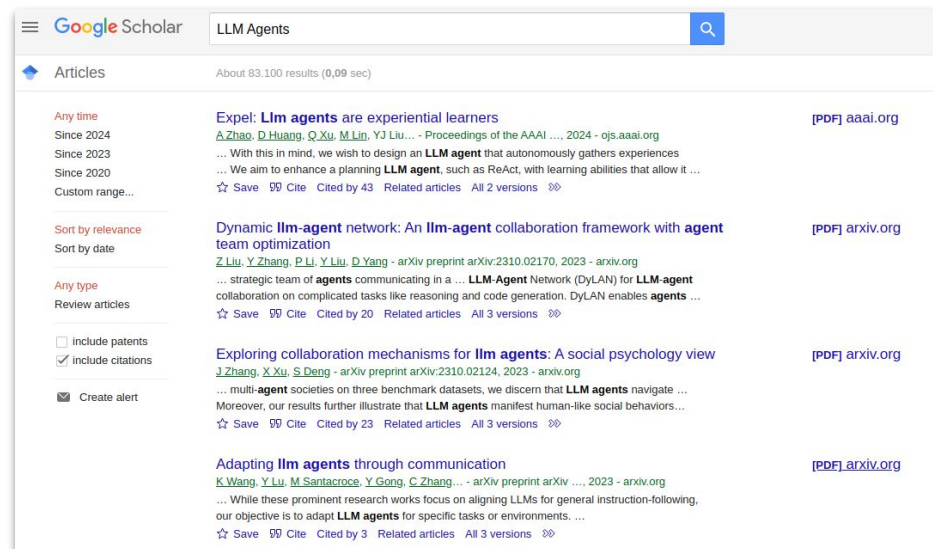 Google Scholar
LLM Agents
Articles
About 83.100 results (0,09 sec)
Any time
Since 2024
Since 2023
Since 2020
Custom range...
Sort by relevance
Sort by date
Any type
Review articles
include patents
include citations
Create alert
Expel: Llm agents are experiential learners
[PDF] aaai.org
A Zhao, D Huang, Q Xu, M Lin, YJ Liu… - Proceedings of the AAAI …, 2024 - ojs.aaai.org
… With this in mind, we wish to design an LLM agent that autonomously gathers experiences
… We aim to enhance a planning LLM agent, such as ReAct, with learning abilities that allow it …
Save Cite Cited by 43 Related articles All 2 versions
Dynamic llm-agent network: An llm-agent collaboration framework with agent
team optimization
[PDF] arxiv.org
Z Liu, Y Zhang, P Li, Y Liu, D Yang - arXiv preprint arXiv:2310.02170, 2023 - arxiv.org
… strategic team of agents communicating in a … LLM-Agent Network (DyLAN) for LLM-agent
collaboration on complicated tasks like reasoning and code generation. DyLAN enables agents …
Save Cite Cited by 20 Related articles All 3 versions
Exploring collaboration mechanisms for llm agents: A social psychology view
[PDF] arxiv.org
J Zhang, X Xu, S Deng - arXiv preprint arXiv:2310.02124, 2023 - arxiv.org
… multi-agent societies on three benchmark datasets, we discern that LLM agents navigate …
Moreover, our results further illustrate that LLM agents manifest human-like social behaviors…
Save Cite Cited by 23 Related articles All 3 versions
Adapting llm agents through communication
[PDF] arxiv.org
K Wang, Y Lu, M Santacroce, Y Gong, C Zhang… - arXiv preprint arXiv …, 2023 - arxiv.org
… While these prominent research works focus on aligning LLMs for general instruction-following,
our objective is to adapt LLM agents for specific tasks or environments. …
Save Cite Cited by 3 Related articles All 3 versions